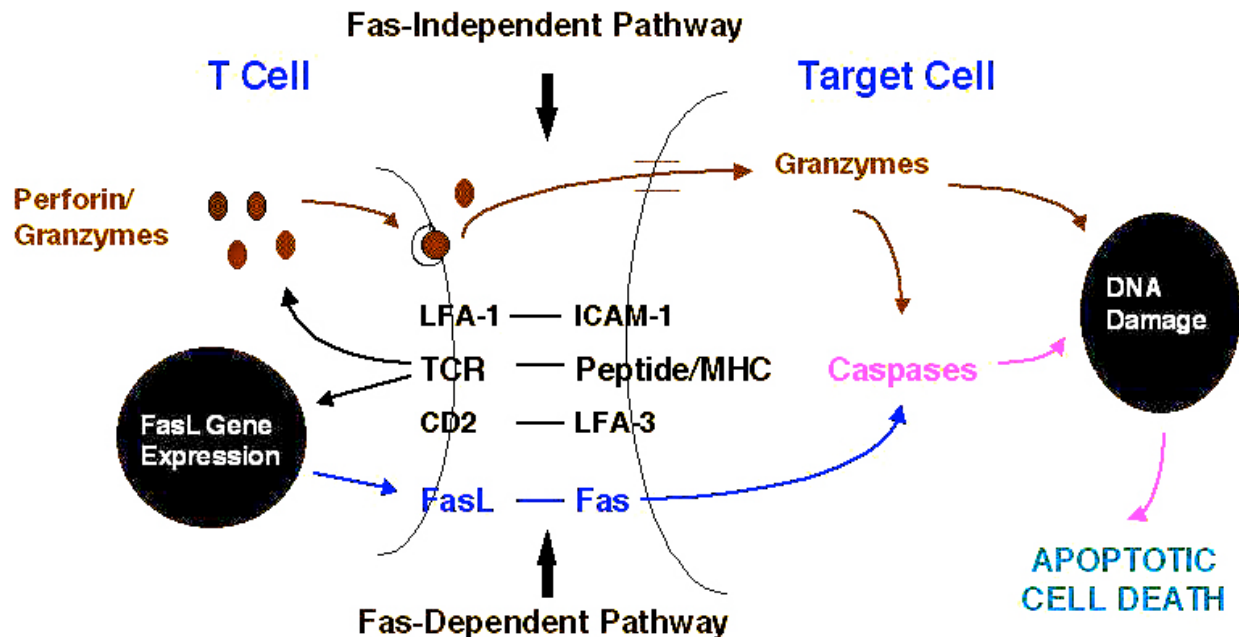 Fas-Independent Pathway
T Cell
Target Cell
Granzymes
Perforin/
Granzymes
DNA
Damage
LFA-1
ICAM-1
TCR
Peptide/MHC
Caspases
CD2
LFA-3
FasL Gene
Expression
FasL
Fas
APOPTOTIC
CELL DEATH
Fas-Dependent Pathway